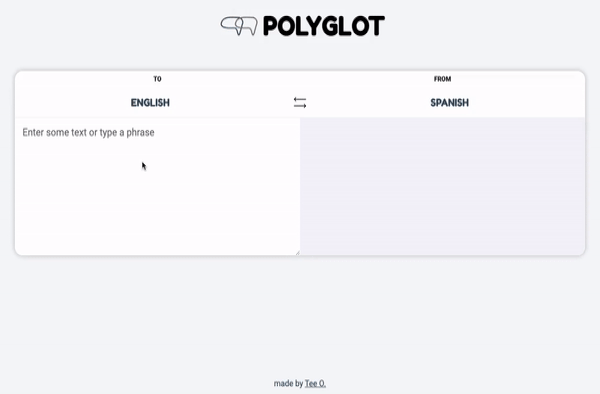 POLYGLOT
TO
FROM
ENGLISH
SPANISH
Enter some text or type a phrase
made by Tee O.